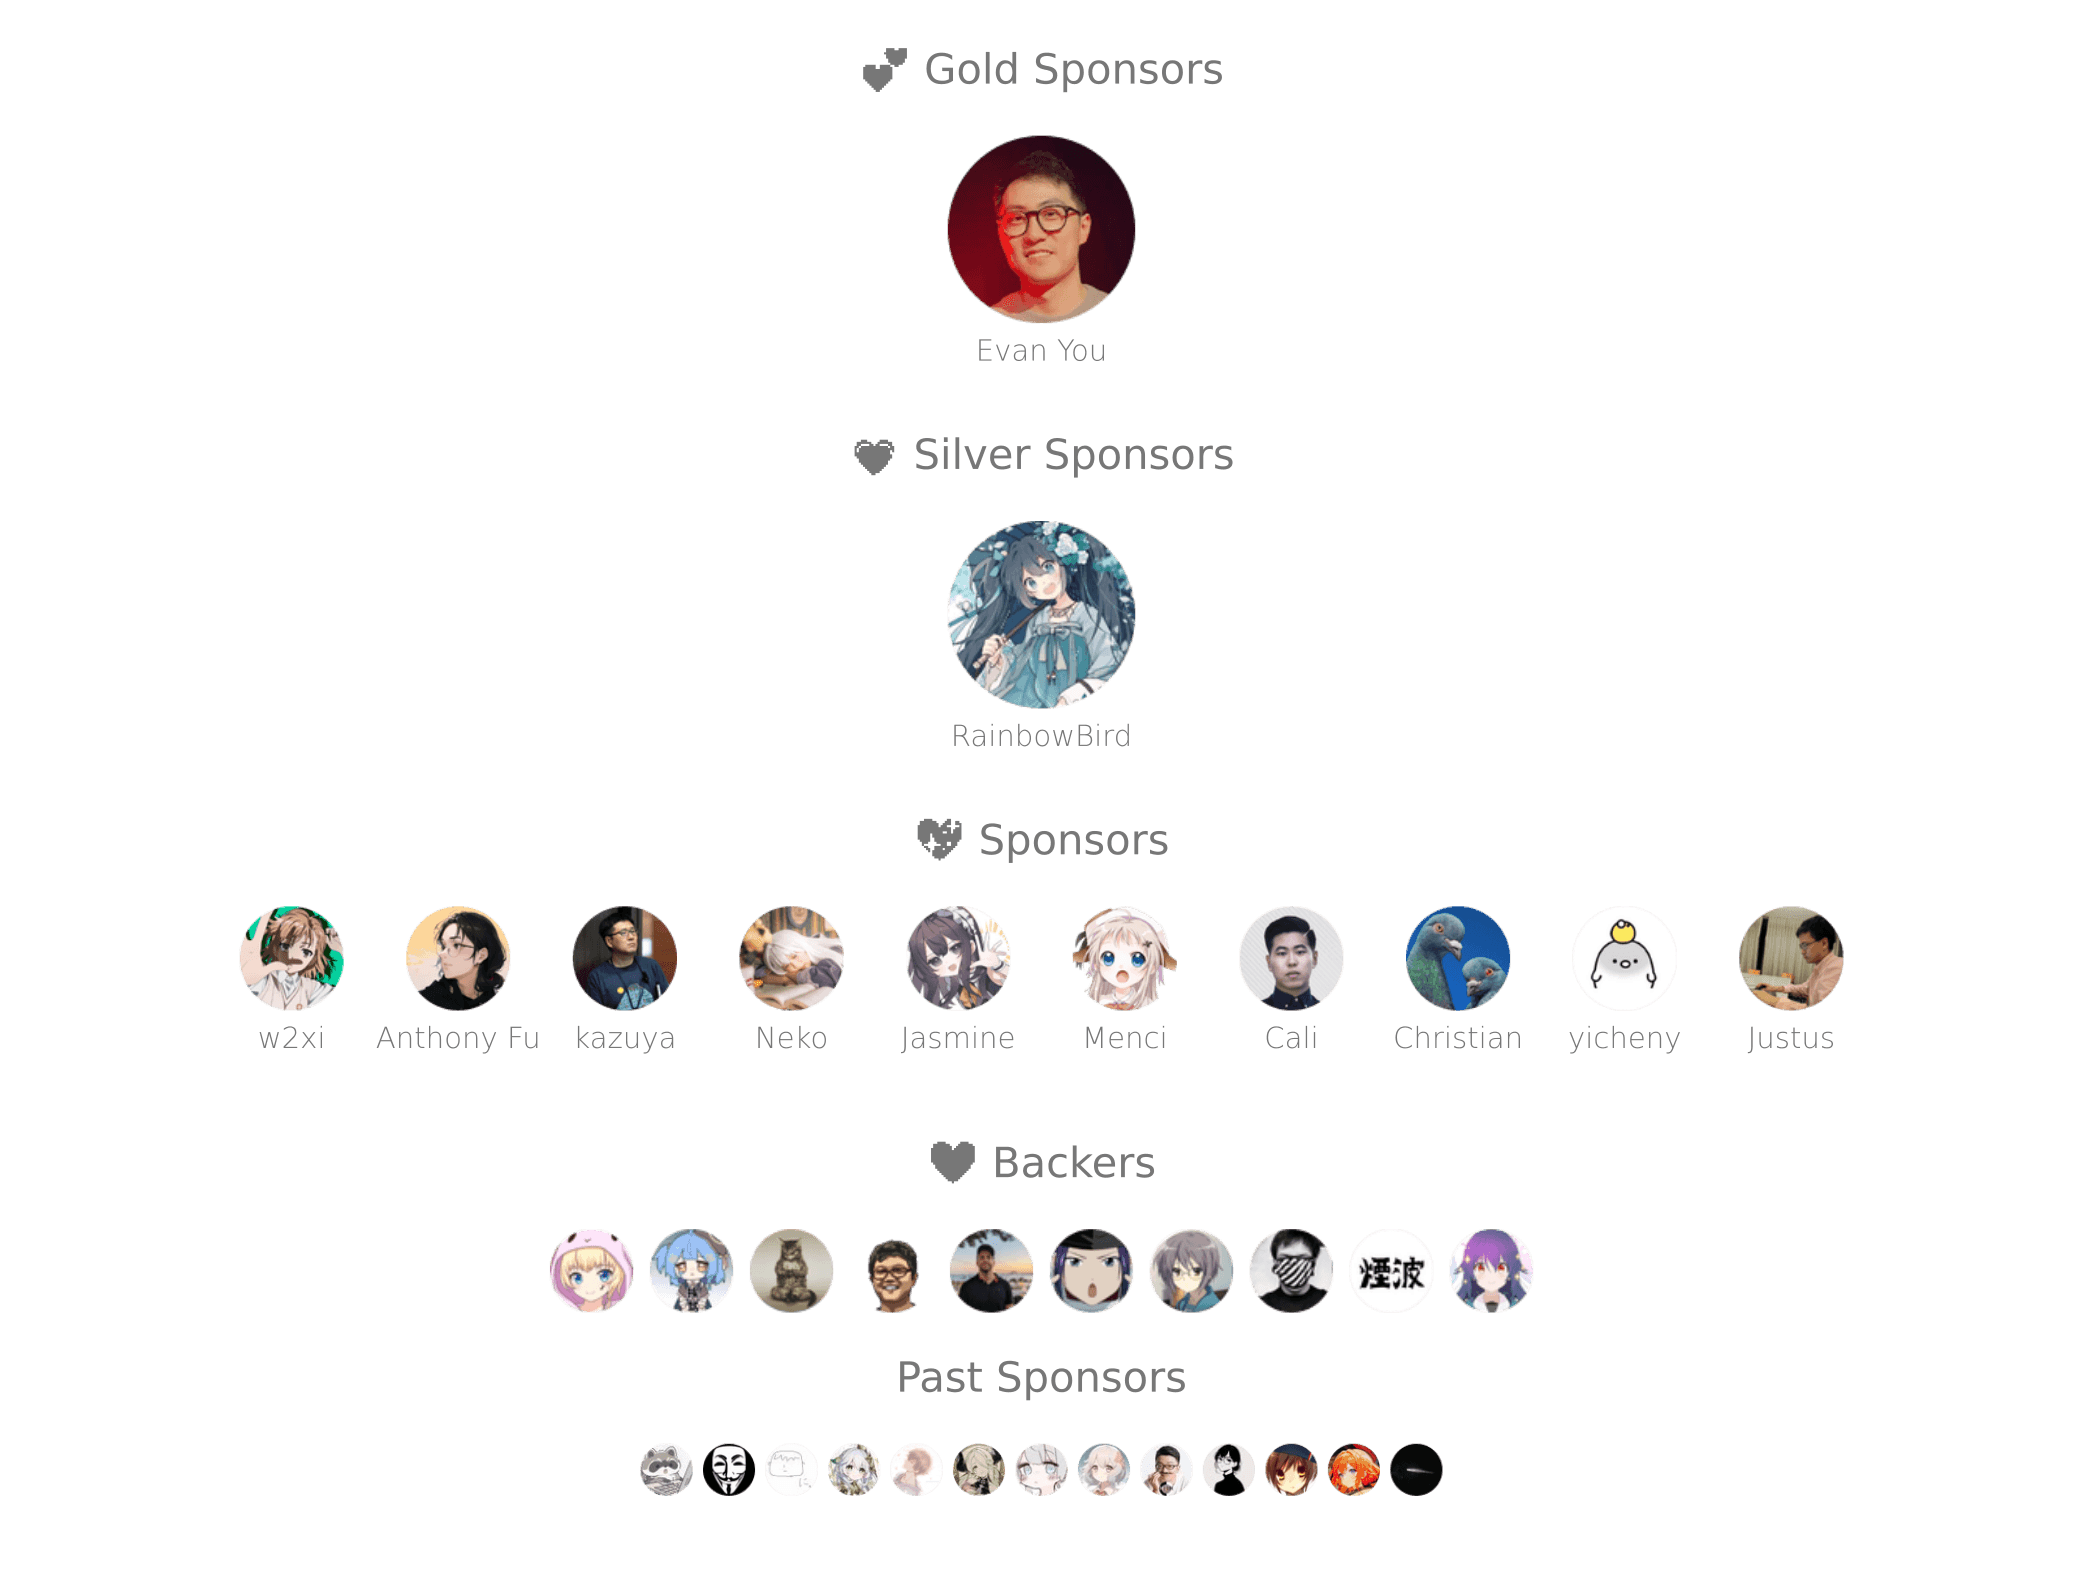 Gold Sponsors
Evan You
Silver Sponsors
RainbowBird
Sponsors
w2xi Anthony Fu kazuya Neko Jasmine Menci Cali Christian yicheny Justus
Backers
煙波
Past Sponsors